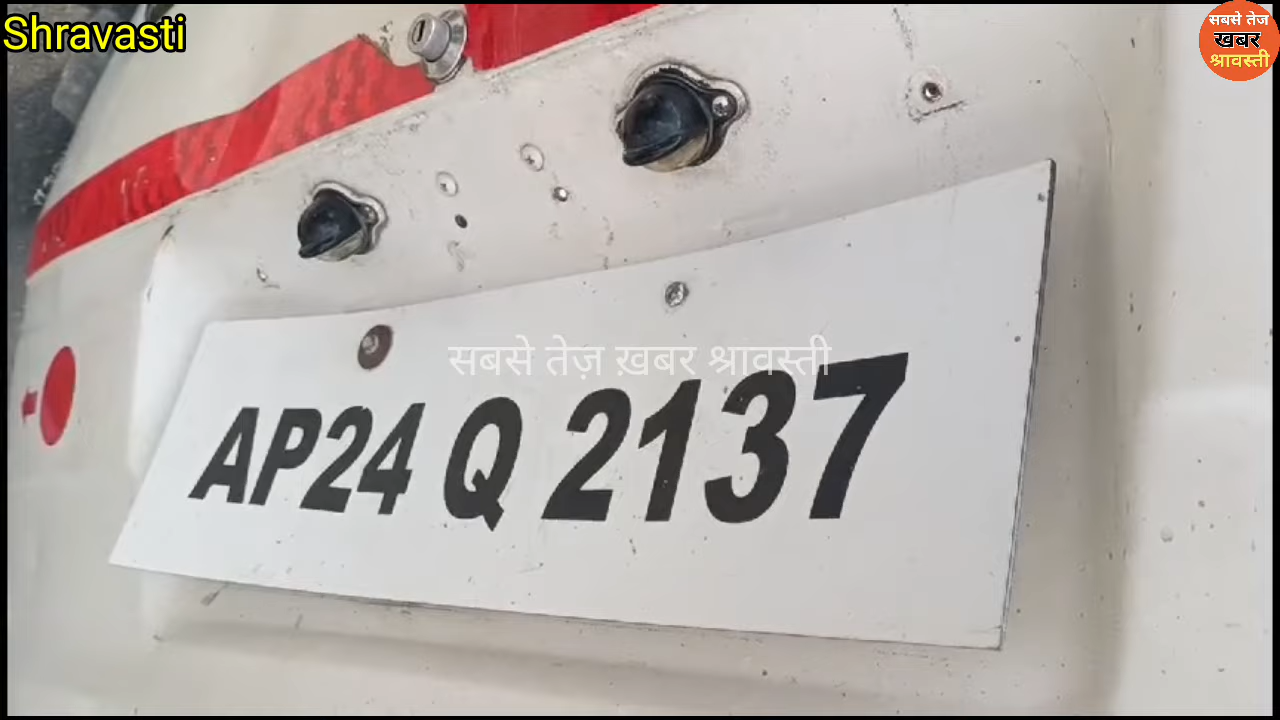 Shravasti
सबसे तेज
खबर
श्रावस्ती
सबसे तेज़ ख़बर श्रावस्ती
AP24 Q 2137